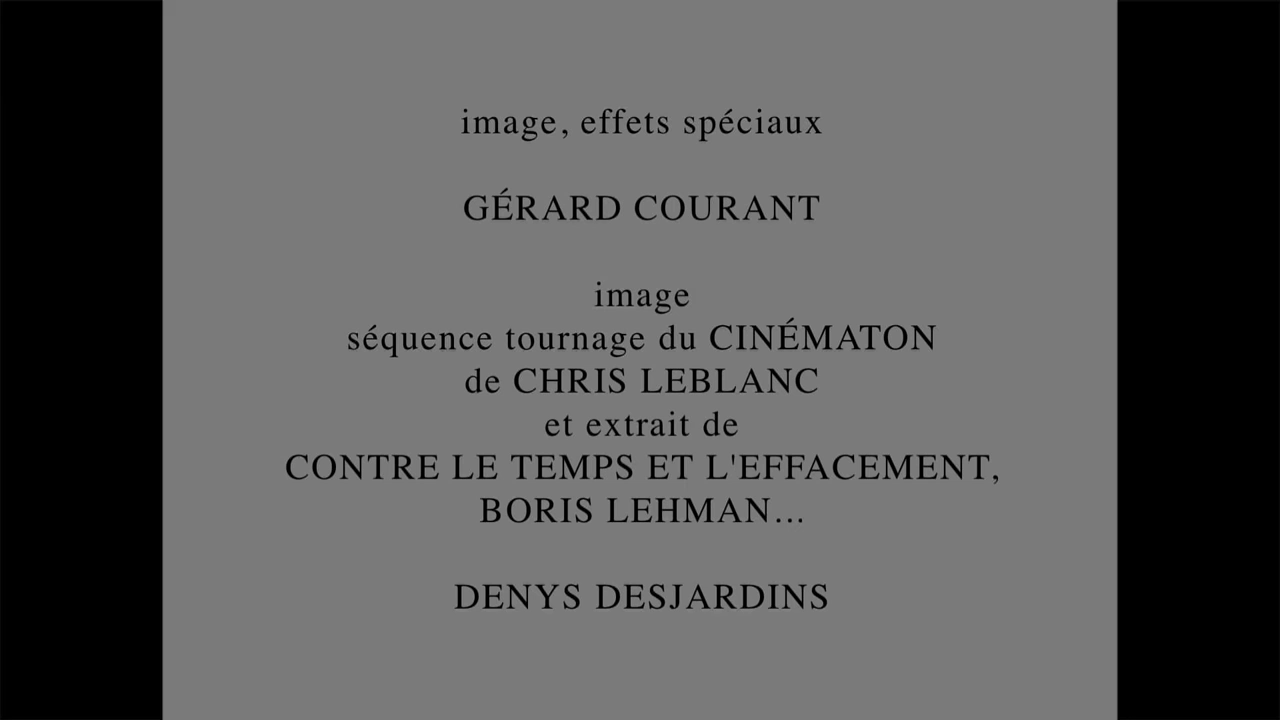 image, effets spéciaux
GÉRARD COURANT
image
séquence tournage du CINÉMATON
de CHRIS LEBLANC
et extrait de
CONTRE LE TEMPS ET L'EFFACEMENT,
BORIS LEHMAN...
DENYS DESJARDINS